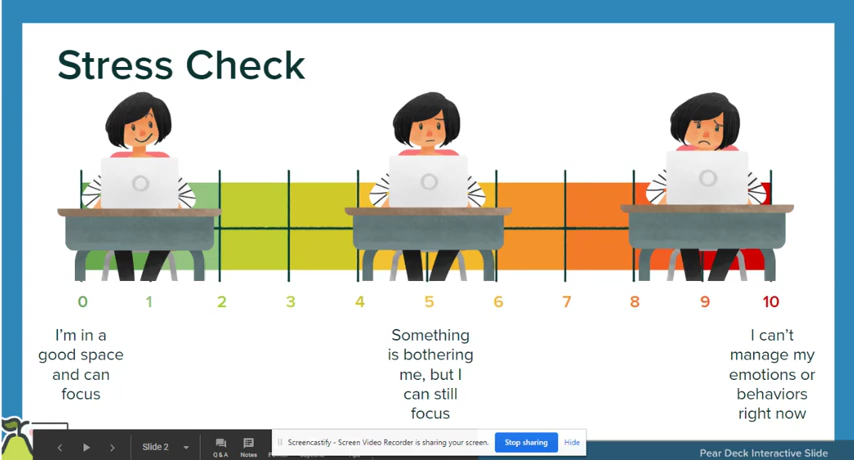 Stress Check
0 1 2 3 4 5 6 7 8 9 10
I'm in a
good space
and can
focus
Something
is bothering
me, but I
can still
focus
I can't
manage my
emotions or
behaviors
right now
Slide 2
Q & A
Notes
Screencastify - Screen Video Recorder is sharing your screen.
Stop sharing
Hide
Pear Deck Interactive Slide